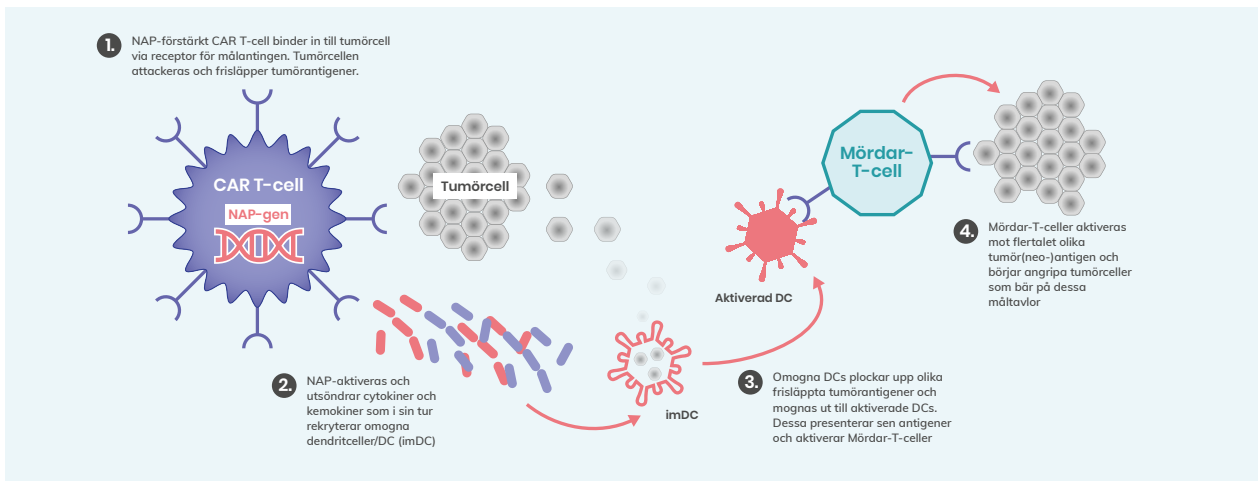 1.
NAP-förstärkt CAR T-cell binder in till tumörcell
via receptor för målantingen. Tumörcellen
attackeras och frisläpper tumörantigener.
CAR T-cell
NAP-gen
Tumörcell
2.
NAP-aktiveras och
utsöndrar cytokiner och
kemokiner som i sin tur
rekryterar omogna
dendritceller/DC (imDC)
imDC
3.
Omogna DCs plockar upp olika
frisläppta tumörantigener och
mognas ut till aktiverade DCs.
Dessa presenterar sen antigener
och aktiverar Mördar-T-celler
Aktiverad DC
Mördar-
T-cell
4.
Mördar-T-celler aktiveras
mot flertalet olika
tumör(neo-)antigen och
börjar angripa tumörceller
som bär på dessa
måltavlor